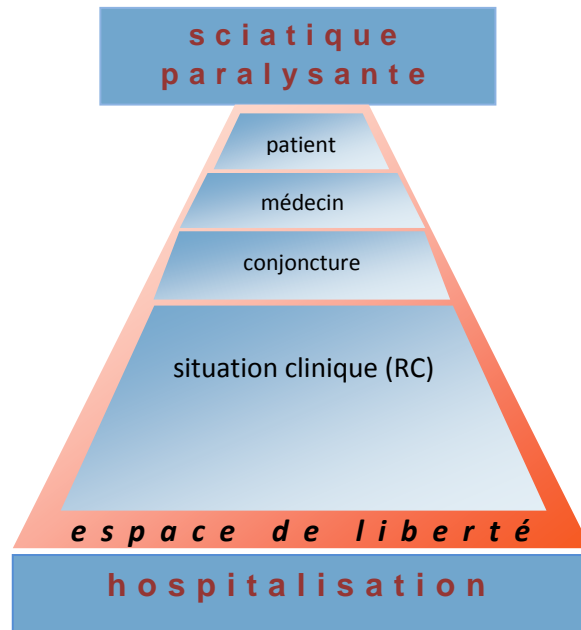 sciatique
paralysante
patient
médecin
conjoncture
situation clinique (RC)
espace de liberté
hospitalisation